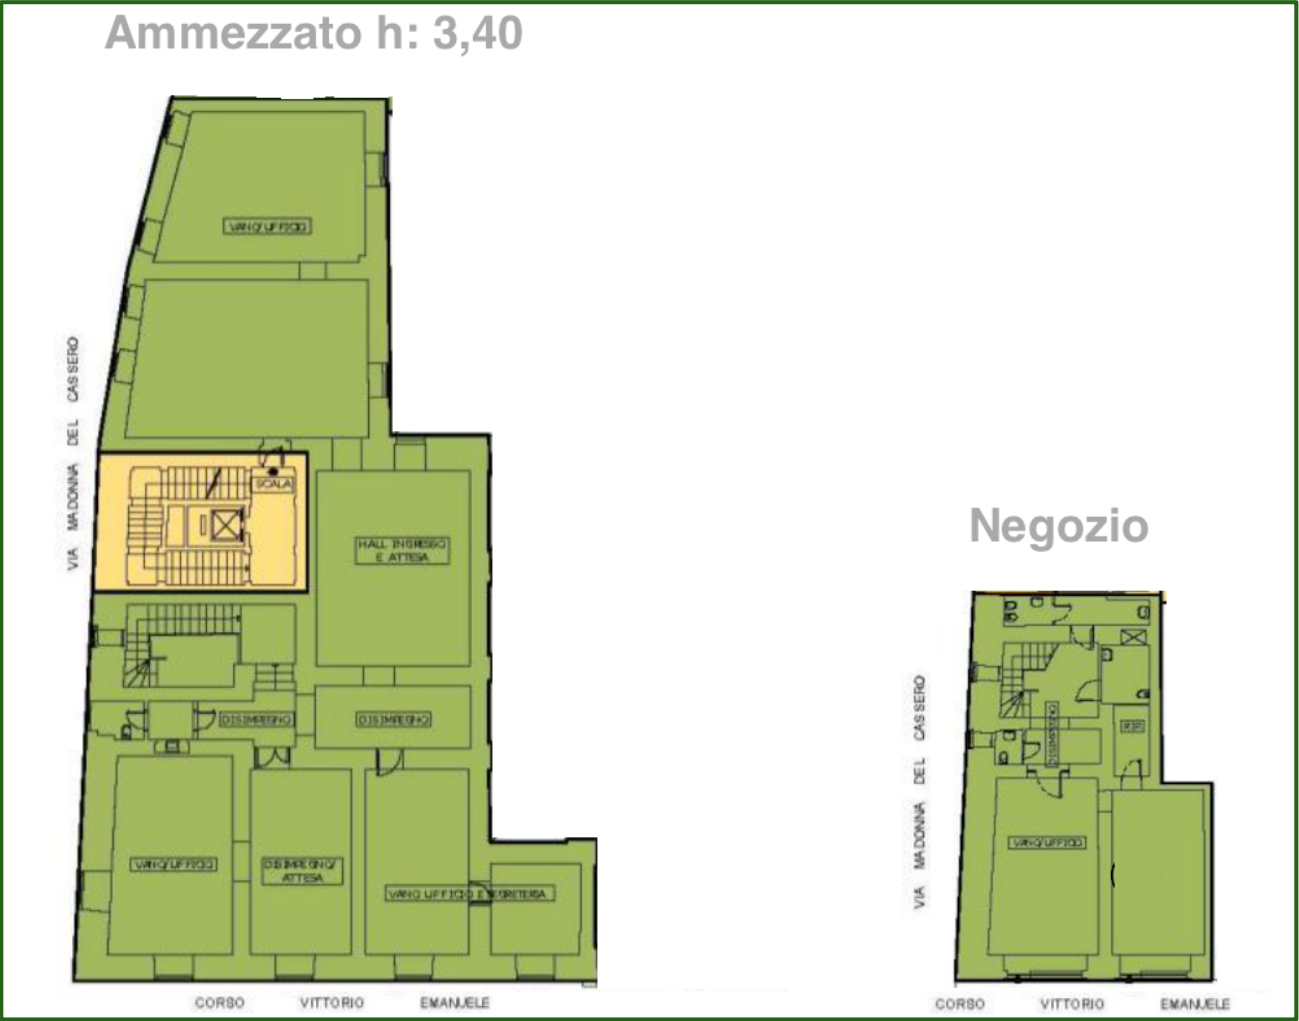 Ammezzato h: 3,40
VANO/UFFICIO
VIA MADONNA DEL CASSERO
SCALA
HALL INGRESSO
E ATTESA
DISIMPEGNO
DISIMPEGNO
VANO/UFFICIO
DISIMPEGNO/
ATTESA
VANO UFFICIO E SEGRETERIA
CORSO VITTORIO EMANUELE
Negozio
VIA MADONNA DEL CASSERO
DISIMPEGNO
RIP.
VANO/UFFICIO
CORSO VITTORIO EMANUELE